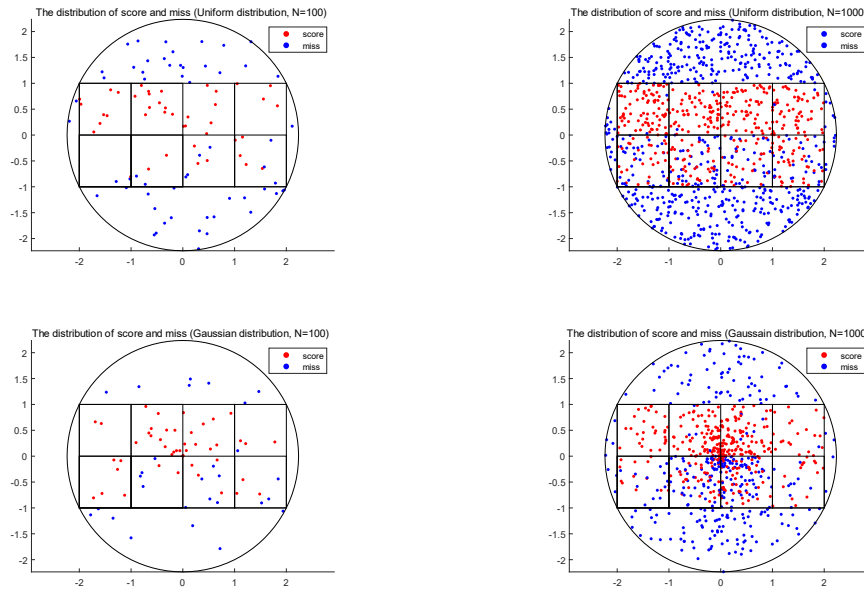 The distribution of score and miss (Uniform distribution, N=100)
score
miss
2
1.5
1
0.5
0
-0.5
-1
-1.5
-2
-2 -1 0 1 2
The distribution of score and miss (Uniform distribution, N=1000)
score
miss
2
1.5
1
0.5
0
-0.5
-1
-1.5
-2
-2 -1 0 1 2
The distribution of score and miss (Gaussian distribution, N=100)
score
miss
2
1.5
1
0.5
0
-0.5
-1
-1.5
-2
-2 -1 0 1 2
The distribution of score and miss (Gaussain distribution, N=1000
score
miss
2
1.5
1
0.5
0
-0.5
-1
-1.5
-2
-2 -1 0 1 2